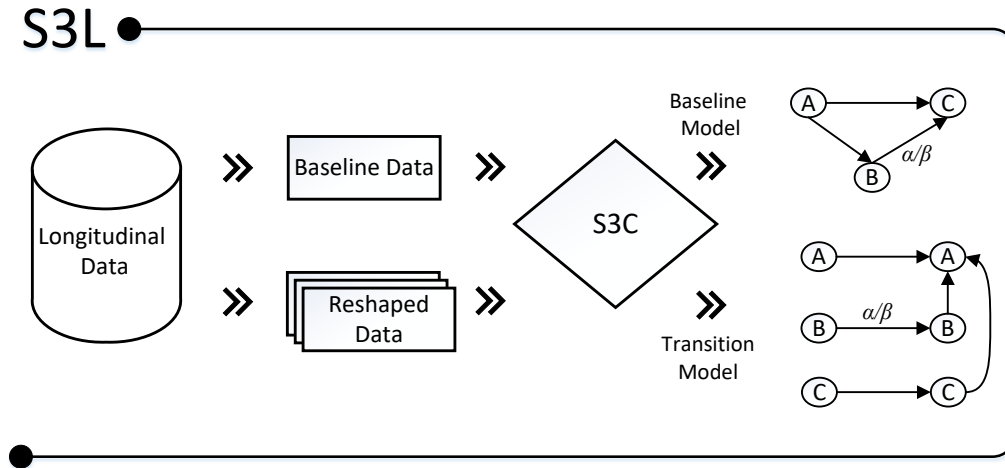 S3L
Longitudinal
Data
Baseline Data
Reshaped
Data
S3C
Baseline
Model
A
C
B
α/β
Transition
Model
A
A
B
α/β
B
C
C